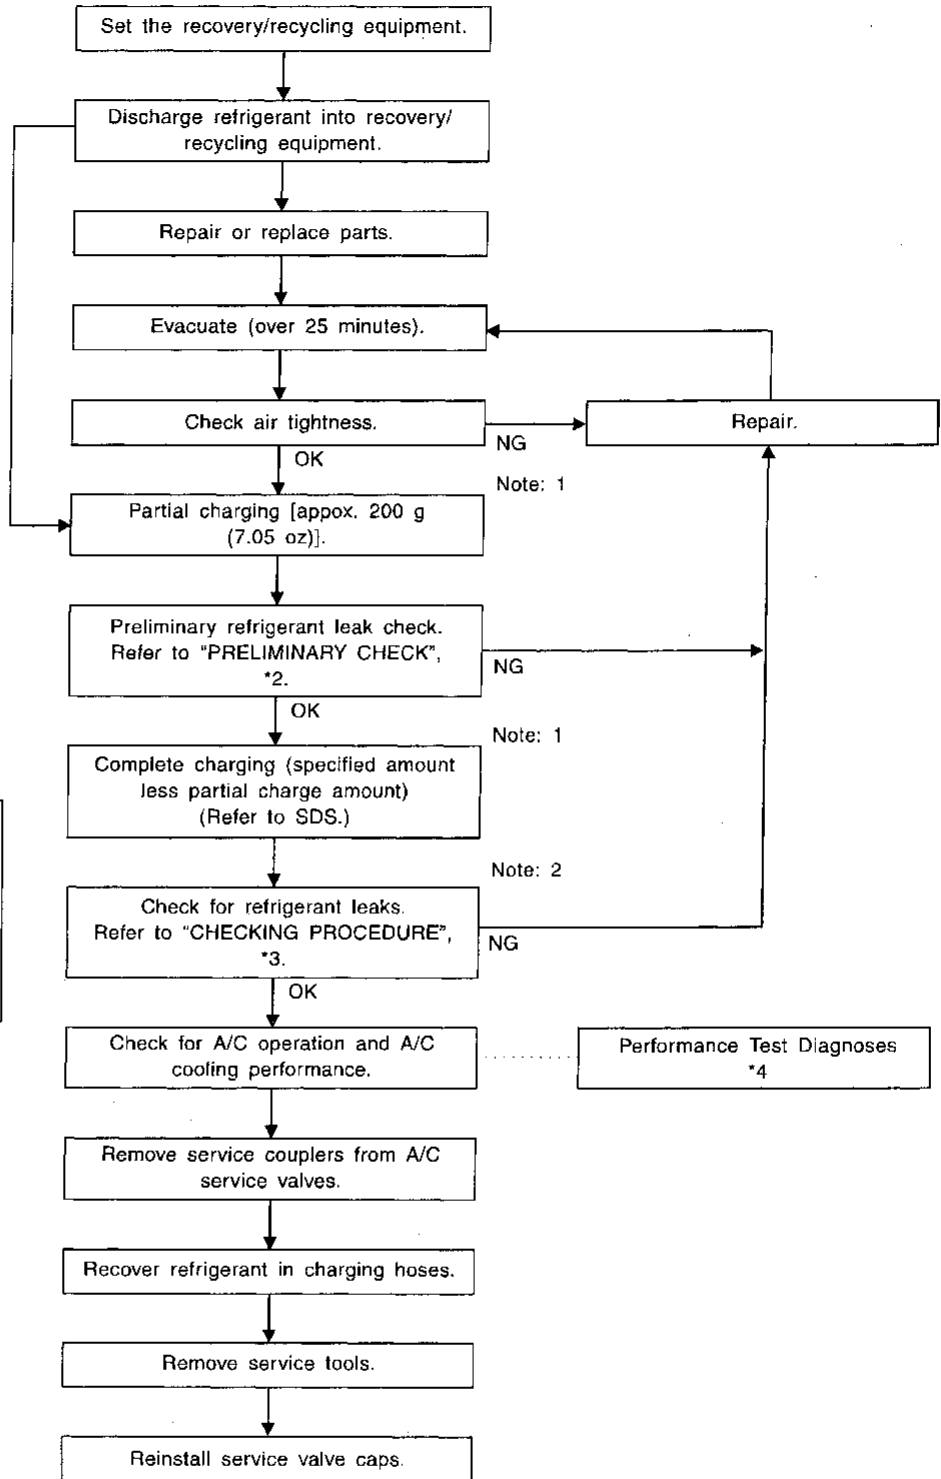 Set the recovery/recycling equipment.
Discharge refrigerant into recovery/
recycling equipment.
Repair or replace parts.
Evacuate (over 25 minutes).
Check air tightness.
NG
Repair.
OK
Note: 1
Partial charging [appox. 200 g
(7.05 oz)].
Preliminary refrigerant leak check.
Refer to “PRELIMINARY CHECK”,
*2.
NG
OK
Note: 1
Complete charging (specified amount
less partial charge amount)
(Refer to SDS.)
Note: 2
Check for refrigerant leaks.
Refer to “CHECKING PROCEDURE”,
*3.
NG
OK
Check for A/C operation and A/C
cooling performance.
Performance Test Diagnoses
*4
Remove service couplers from A/C
service valves.
Recover refrigerant in charging hoses.
Remove service tools.
Reinstall service valve caps.